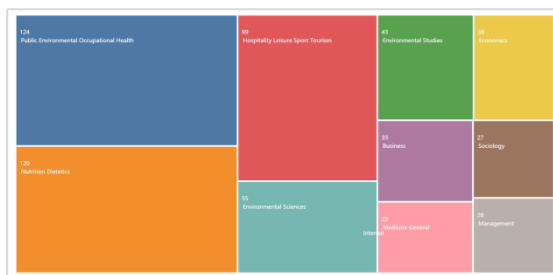 124
Public Environmental Occupational Health
120
Nutrition Dietetics
99
Hospitality Leisure Sport Tourism
55
Environmental Sciences
43
Environmental Studies
36
Economics
33
Business
29
Medicine General
Internal
27
Sociology
26
Management